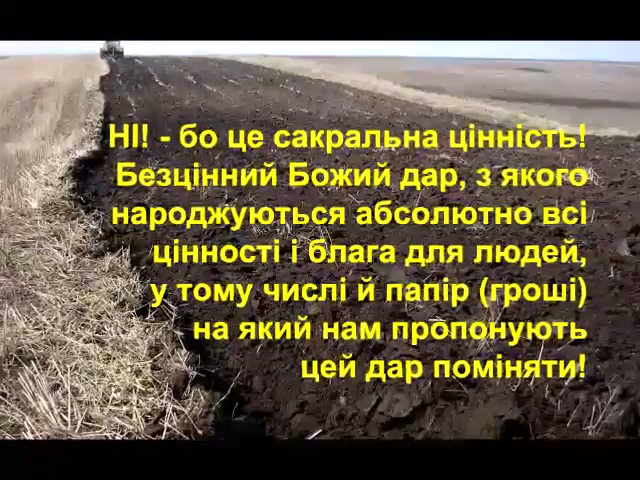 НІ! - бо це сакральна цінність!
Безцінний Божий дар, з якого
народжуються абсолютно всі
цінності і блага для людей,
у тому числі й папір (гроші)
на який нам пропонують
цей дар поміняти!